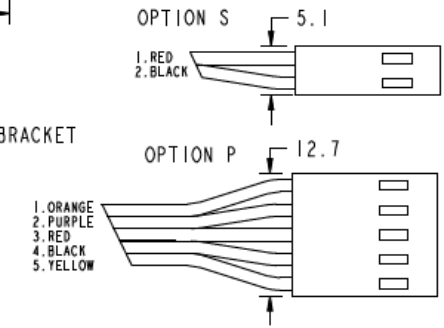 OPTION S
5.1
1.RED
2.BLACK
BRACKET
OPTION P
12.7
1.ORANGE
2.PURPLE
3.RED
4.BLACK
5.YELLOW